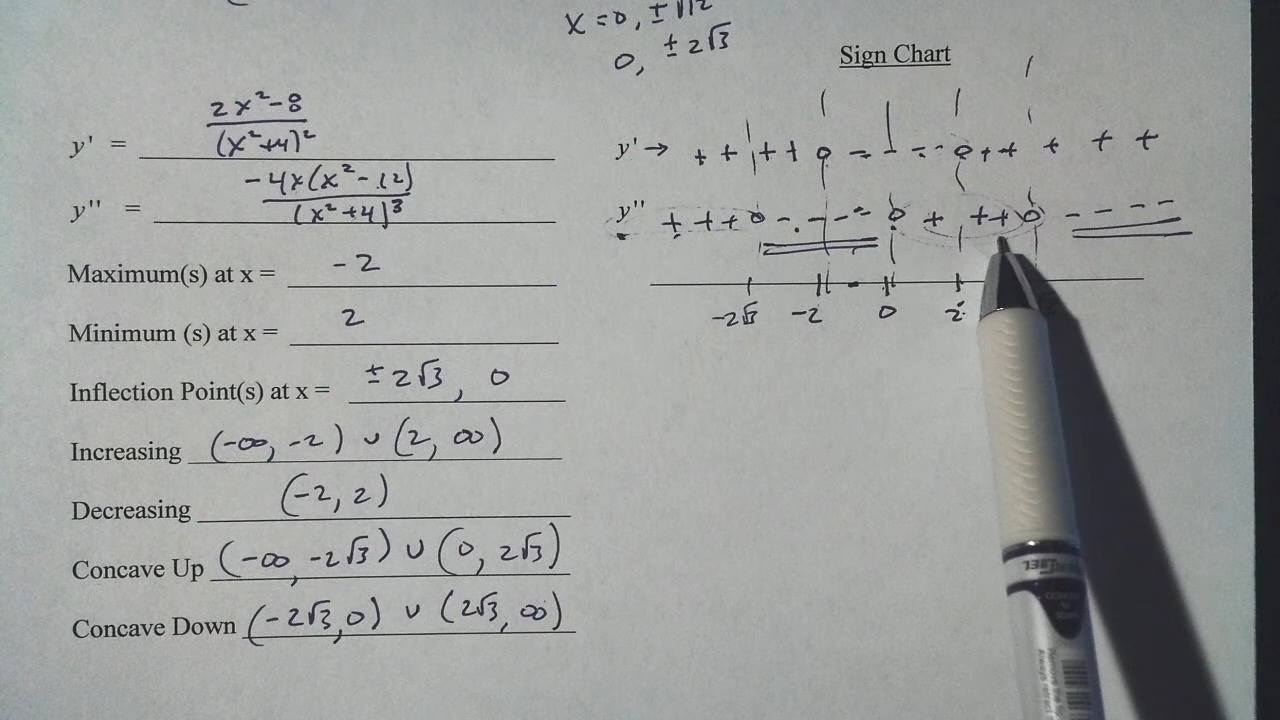 x = 0, ± √12
0, ± 2√3
Sign Chart
y' = (2x²-8)/(x²+4)²
y'' = -4x(x²-12)/(x²+4)³
Maximum(s) at x = -2
Minimum (s) at x = 2
Inflection Point(s) at x = ± 2√3, 0
Increasing (-∞, -2) ∪ (2, ∞)
Decreasing (-2, 2)
Concave Up (-∞, -2√3) ∪ (0, 2√3)
Concave Down (-2√3, 0) ∪ (2√3, ∞)
y' → + + + + 0 - - - - 0 + + + + +
y'' + + + 0 - - - - 0 + + + 0 - - - -
-2√3 -2 0 2